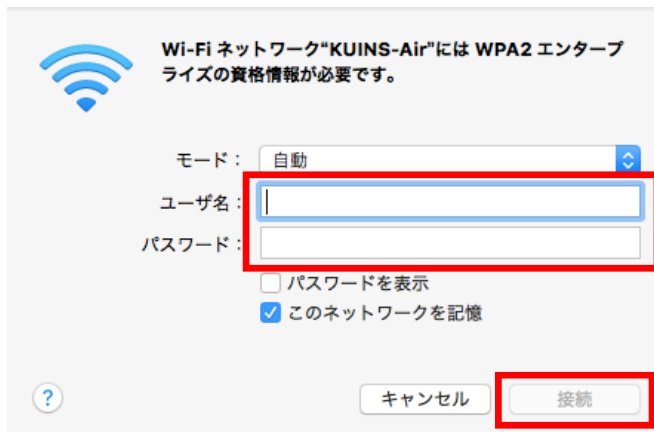 Wi-Fi ネットワーク“KUINS-Air"には WPA2 エンタープ
ライズの資格情報が必要です。
モード： 自動
ユーザ名：
パスワード：
パスワードを表示
このネットワークを記憶
? キャンセル 接続